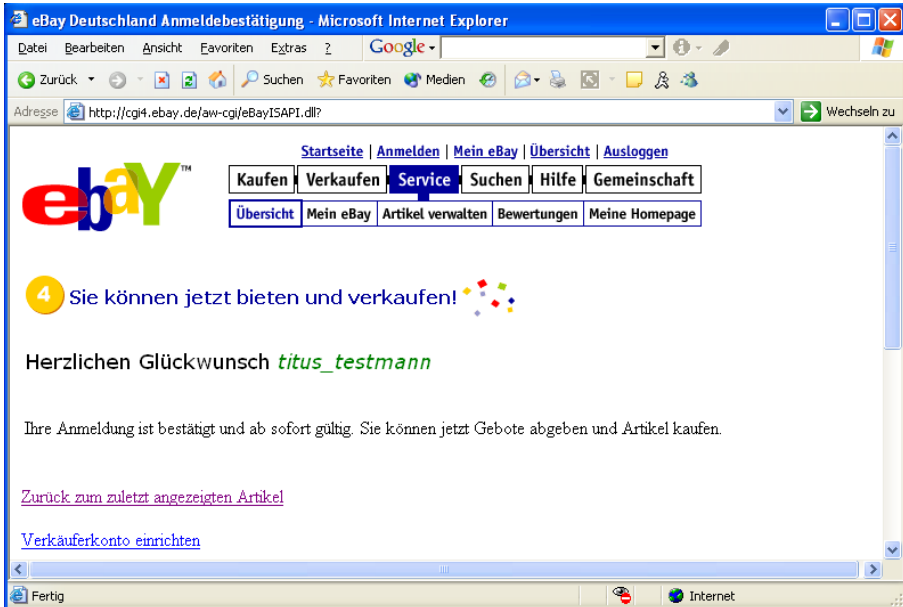 eBay Deutschland Anmeldebestätigung - Microsoft Internet Explorer
Datei Bearbeiten Ansicht Favoriten Extras ? Google
Zurück Suchen Favoriten Medien
Adresse http://cgi4.ebay.de/aw-cgi/eBayISAPI.dll? Wechseln zu
Startseite | Anmelden | Mein eBay | Übersicht | Ausloggen
ebaY™
Kaufen Verkaufen Service Suchen Hilfe Gemeinschaft
Übersicht Mein eBay Artikel verwalten Bewertungen Meine Homepage
4 Sie können jetzt bieten und verkaufen!
Herzlichen Glückwunsch titus_testmann
Ihre Anmeldung ist bestätigt und ab sofort gültig. Sie können jetzt Gebote abgeben und Artikel kaufen.
Zurück zum zuletzt angezeigten Artikel
Verkäuferkonto einrichten
Fertig Internet